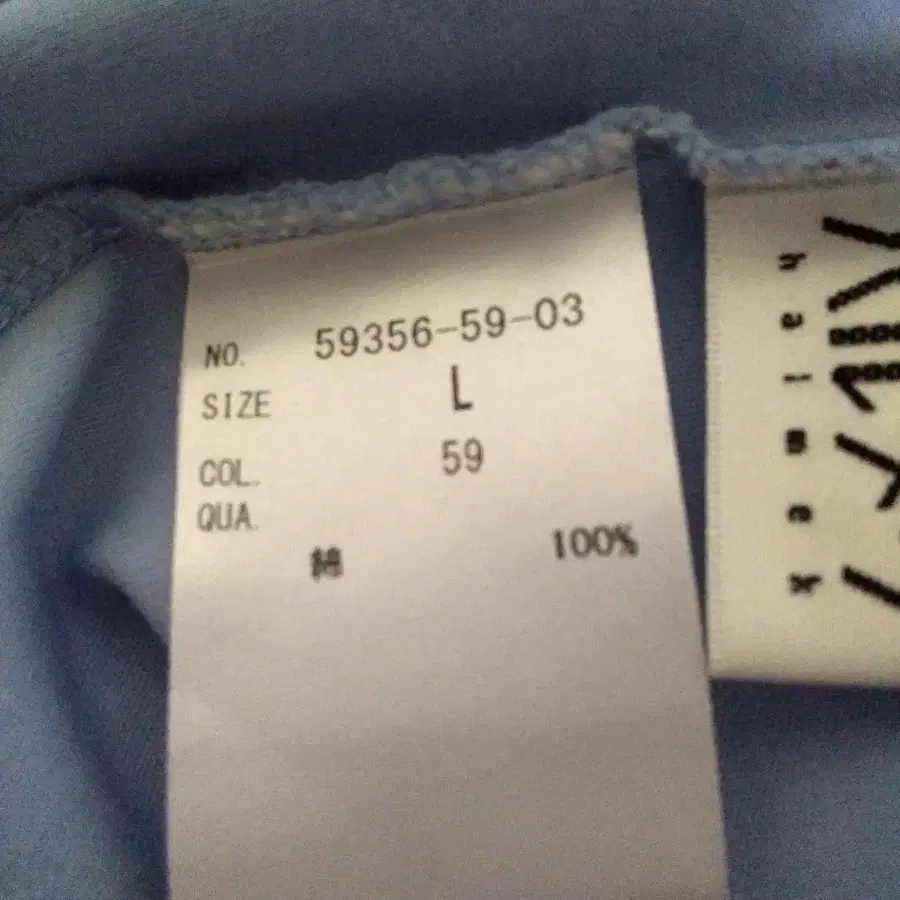 NO. 59356-59-03
SIZE L
COL. 59
QUA.
綿 100%